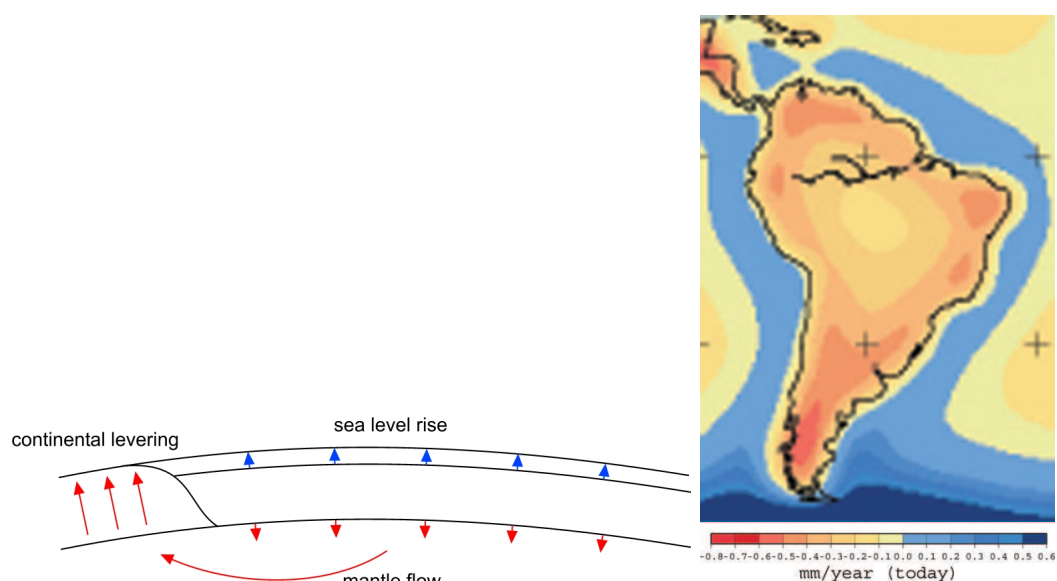 continental levering
sea level rise
mantle flow
-0.8-0.7-0.6-0.5-0.4-0.3-0.2-0.1 0.0 0.1 0.2 0.3 0.4 0.5 0.6
mm/year (today)